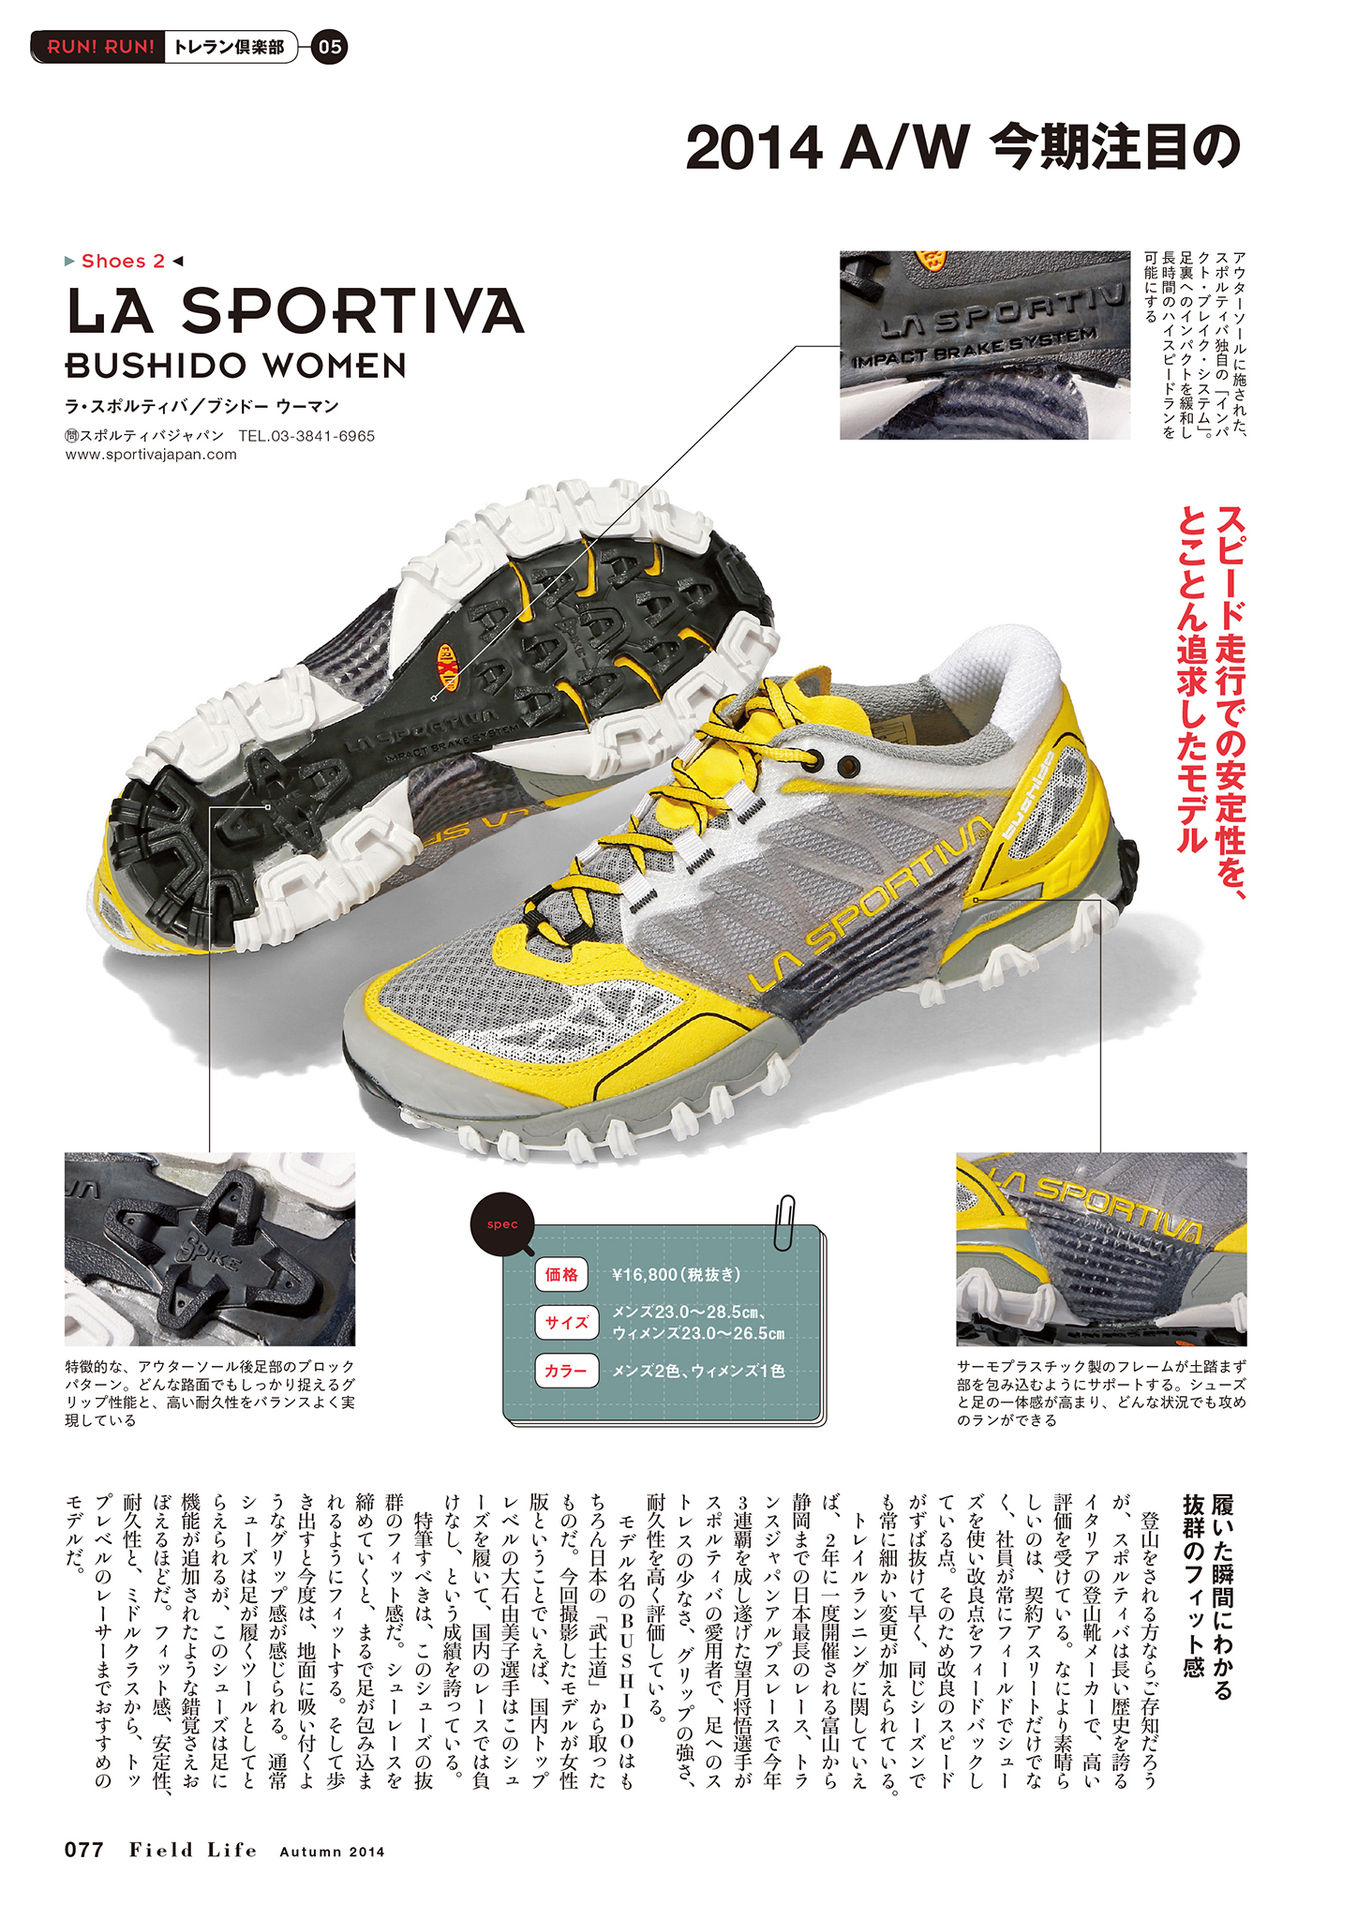 RUN! RUN! トレラン倶楽部 05
2014 A/W 今期注目の
Shoes 2
LA SPORTIVA
BUSHIDO WOMEN
ラ・スポルティバ／ブシドー ウーマン
問スポルティバジャパン TEL.03-3841-6965
www.sportivajapan.com
LA SPORTIV
IMPACT BRAKE SYSTEM
アウターソールに施された、
スポルティバ独自の「インパ
クト・ブレイク・システム」。
足裏へのインパクトを緩和し
長時間のハイスピードランを
可能にする
スピード走行での安定性を、
とことん追求したモデル
LA SPORTIVA
IMPACT BRAKE SYSTEM
LA SP
LA SPORTIVA
bushido
SPIKE
特徴的な、アウターソール後足部のブロック
パターン。どんな路面でもしっかり捉えるグ
リップ性能と、高い耐久性をバランスよく実
現している
spec
価格 ¥16,800（税抜き）
サイズ メンズ23.0〜28.5㎝、
ウィメンズ23.0〜26.5㎝
カラー メンズ2色、ウィメンズ1色
LA SPORTIVA
サーモプラスチック製のフレームが土踏まず
部を包み込むようにサポートする。シューズ
と足の一体感が高まり、どんな状況でも攻め
のランができる
履いた瞬間にわかる
抜群のフィット感
登山をされる方ならご存知だろう
が、スポルティバは長い歴史を誇る
イタリアの登山靴メーカーで、高い
評価を受けている。なにより素晴ら
しいのは、契約アスリートだけでな
く、社員が常にフィールドでシュー
ズを使い改良点をフィードバックし
ている点。そのため改良のスピード
がずば抜けて早く、同じシーズンで
も常に細かい変更が加えられている。
トレイルランニングに関していえ
ば、2年に一度開催される富山から
静岡までの日本最長のレース、トラ
ンスジャパンアルプスレースで今年
3連覇を成し遂げた望月将悟選手が
スポルティバの愛用者で、足へのス
トレスの少なさ、グリップの強さ、
耐久性を高く評価している。
モデル名のBUSHIDOはも
ちろん日本の「武士道」から取った
ものだ。今回撮影したモデルが女性
版ということでいえば、国内トップ
レベルの大石由美子選手はこのシュ
ーズを履いて、国内のレースでは負
けなし、という成績を誇っている。
特筆すべきは、このシューズの抜
群のフィット感だ。シューレースを
締めていくと、まるで足が包み込ま
れるようにフィットする。そして歩
き出すと今度は、地面に吸い付くよ
うなグリップ感が感じられる。通常
シューズは足が履くツールとしてと
らえられるが、このシューズは足に
機能が追加されたような錯覚さえお
ぼえるほどだ。フィット感、安定性、
耐久性と、ミドルクラスから、トッ
プレベルのレーサーまでおすすめの
モデルだ。
077 Field Life Autumn 2014